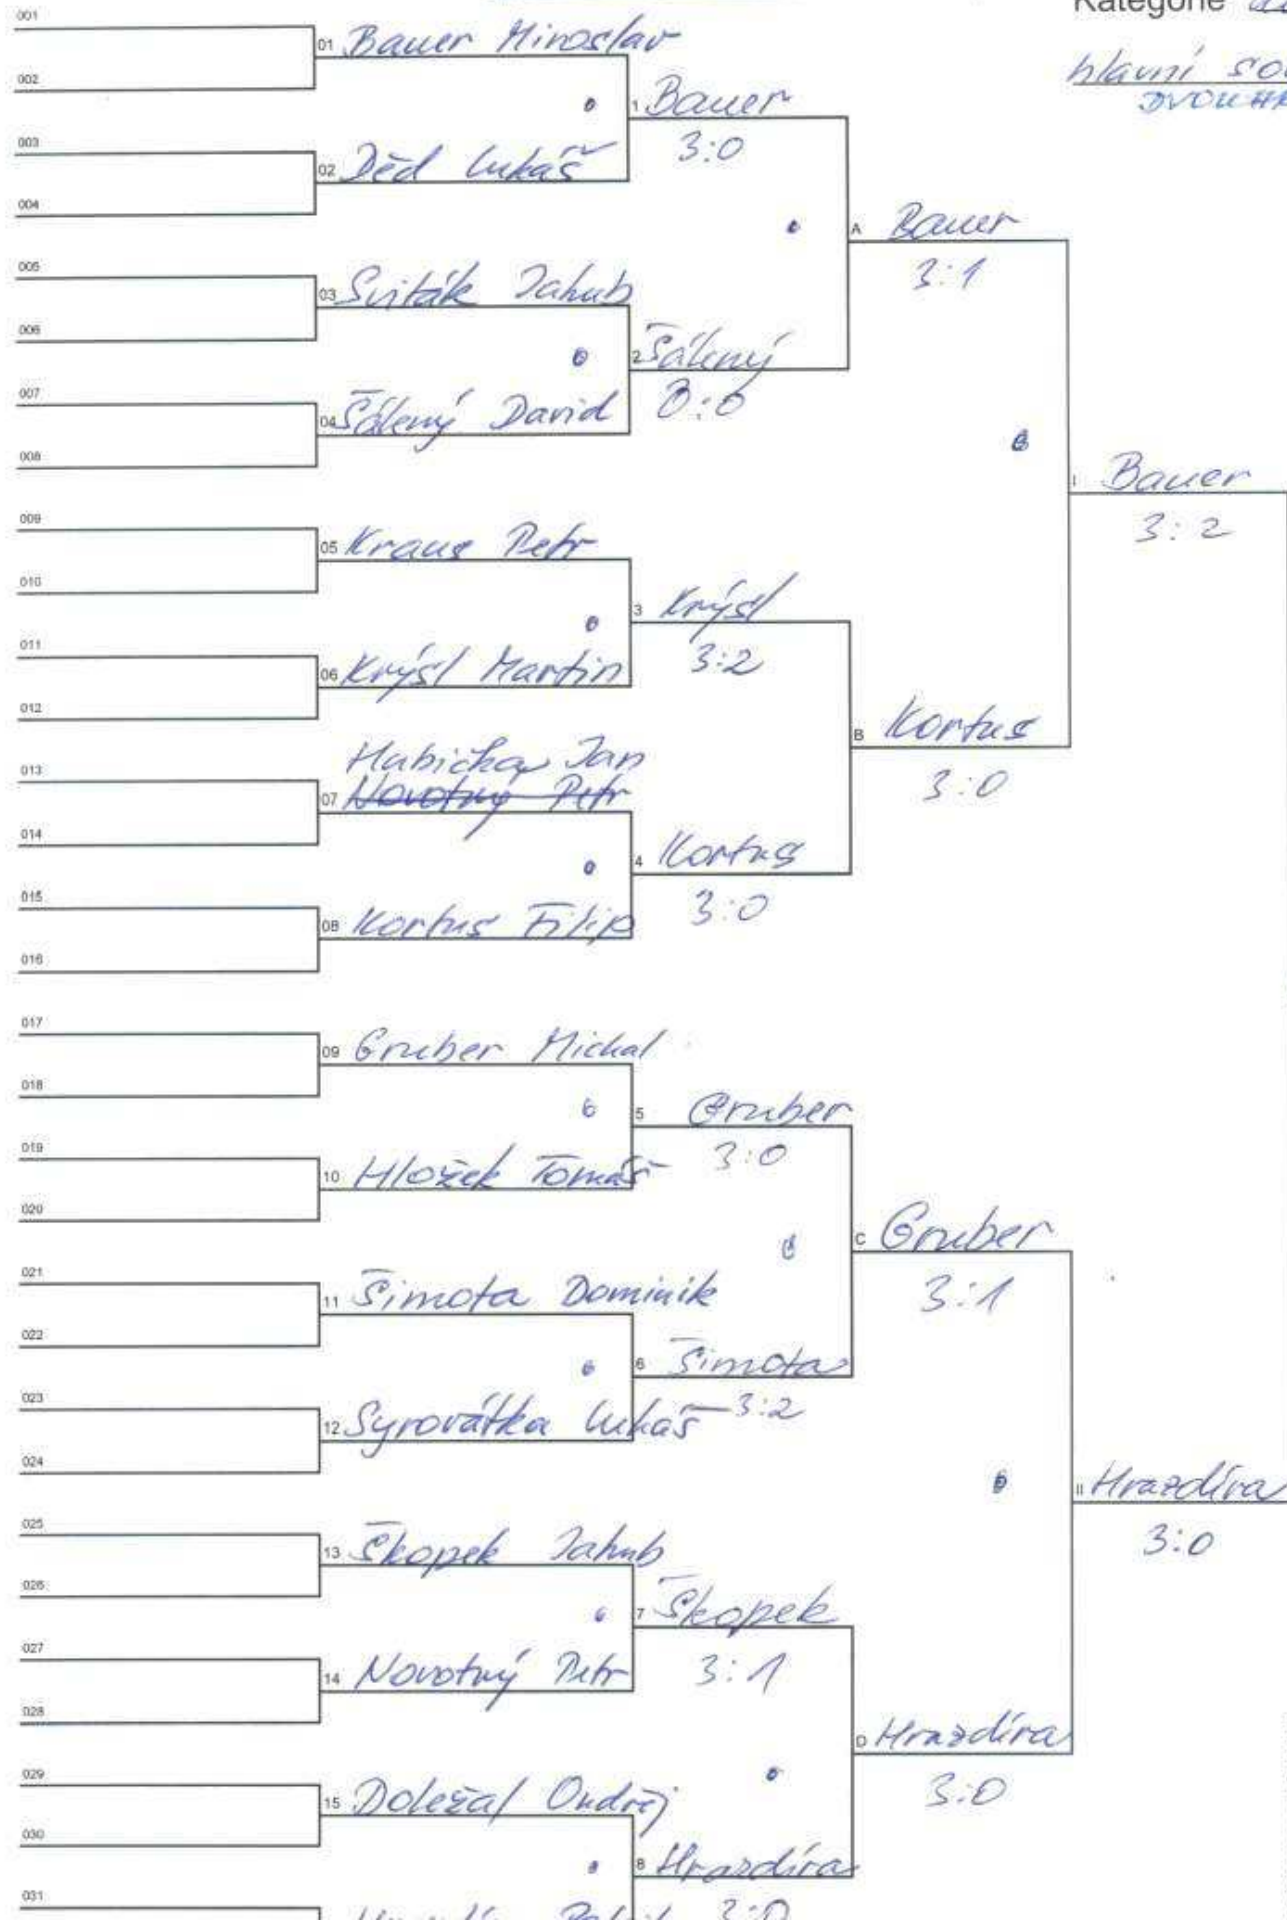 Kategorie
hlavní
001
01 Bauer Miroslav
002
1 Bauer
3:0
003
02 Děd Lukáš
004
A Bauer
3:1
005
03 Sviták Jakub
006
2 Šálený
3:0
007
04 Šálený David
008
I Bauer
3:2
009
05 Kraus Petr
010
3 Krýsl
3:2
011
06 Krýsl Martin
012
B Kortus
3:0
013
Habička Jan
07 Novotný Petr
014
4 Kortus
3:0
015
08 Kortus Filip
016
017
09 Gruber Michal
018
5 Gruber
3:0
019
10 Hložek Tomáš
020
C Gruber
3:1
021
11 Šimota Dominik
022
6 Šimota
3:2
023
12 Syrovátka Lukáš
024
II Hrazdíra
3:0
025
13 Škopek Jakub
026
7 Škopek
3:1
027
14 Novotný Petr
028
D Hrazdíra
3:0
029
15 Doležal Ondřej
030
8 Hrazdíra
3:0
031